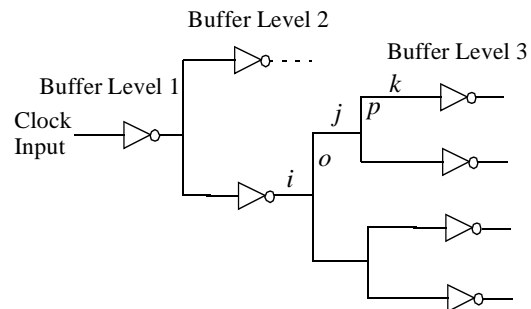 Buffer Level 2
Buffer Level 3
Buffer Level 1
Clock
Input
i
j
o
k
p